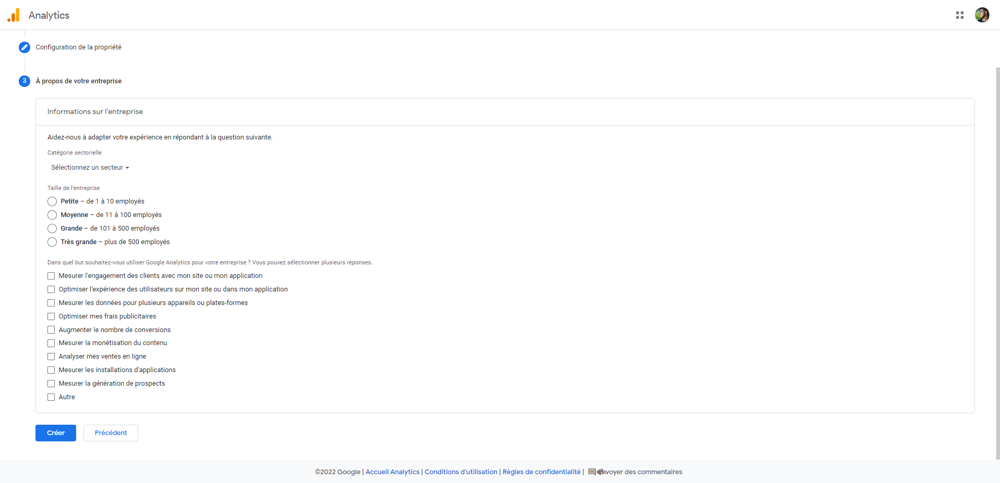 Analytics
Configuration de la propriété
3 À propos de votre entreprise
Informations sur l'entreprise
Aidez-nous à adapter votre expérience en répondant à la question suivante.
Catégorie sectorielle
Sélectionnez un secteur
Taille de l'entreprise
Petite – de 1 à 10 employés
Moyenne – de 11 à 100 employés
Grande – de 101 à 500 employés
Très grande – plus de 500 employés
Dans quel but souhaitez-vous utiliser Google Analytics pour votre entreprise ? Vous pouvez sélectionner plusieurs réponses.
Mesurer l'engagement des clients avec mon site ou mon application
Optimiser l'expérience des utilisateurs sur mon site ou dans mon application
Mesurer les données pour plusieurs appareils ou plates-formes
Optimiser mes frais publicitaires
Augmenter le nombre de conversions
Mesurer la monétisation du contenu
Analyser mes ventes en ligne
Mesurer les installations d'applications
Mesurer la génération de prospects
Autre
Créer Précédent
©2022 Google | Accueil Analytics | Conditions d'utilisation | Règles de confidentialité | Envoyer des commentaires